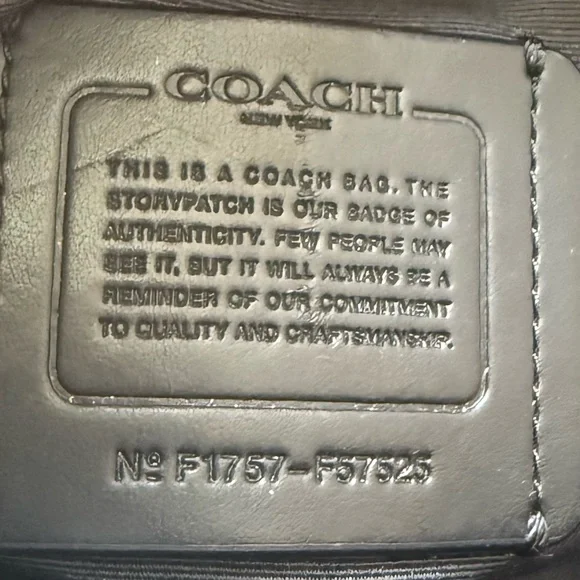 COACH
NEW YORK
THIS IS A COACH BAG. THE
STORYPATCH IS OUR BADGE OF
AUTHENTICITY. FEW PEOPLE MAY
SEE IT, BUT IT WILL ALWAYS BE A
REMINDER OF OUR COMMITMENT
TO QUALITY AND CRAFTSMANSHIP.
Nº F1757-F57525